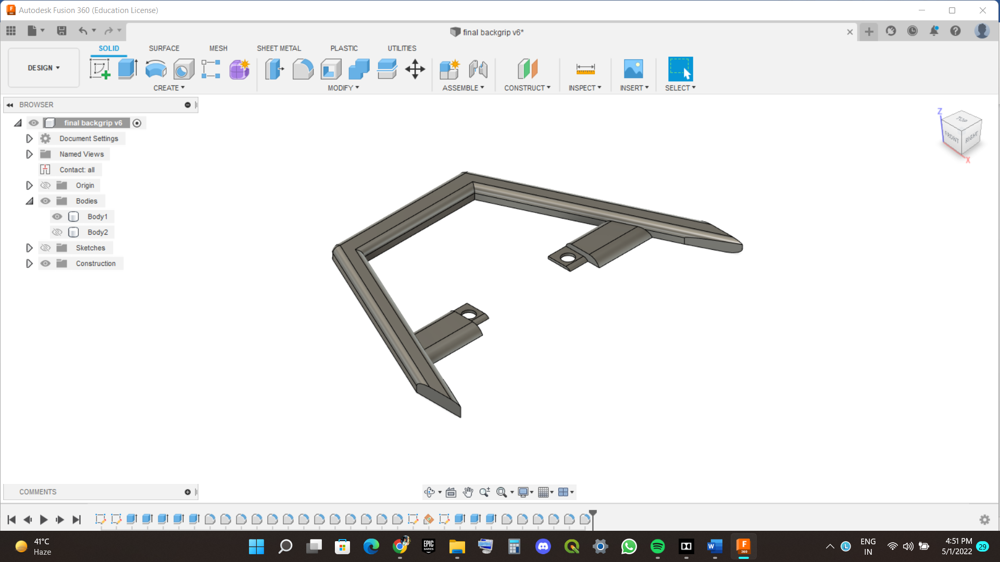 Autodesk Fusion 360 (Education License)
final backgrip v6*
DESIGN
SOLID SURFACE MESH SHEET METAL PLASTIC UTILITIES
CREATE MODIFY ASSEMBLE CONSTRUCT INSPECT INSERT SELECT
BROWSER
final backgrip v6
Document Settings
Named Views
Contact: all
Origin
Bodies
Body1
Body2
Sketches
Construction
Z
TOP
FRONT RIGHT
X
COMMENTS
41°C
Haze
EPIC
GAMES
W
F
360
L
ENG
IN
4:51 PM
5/1/2022
29